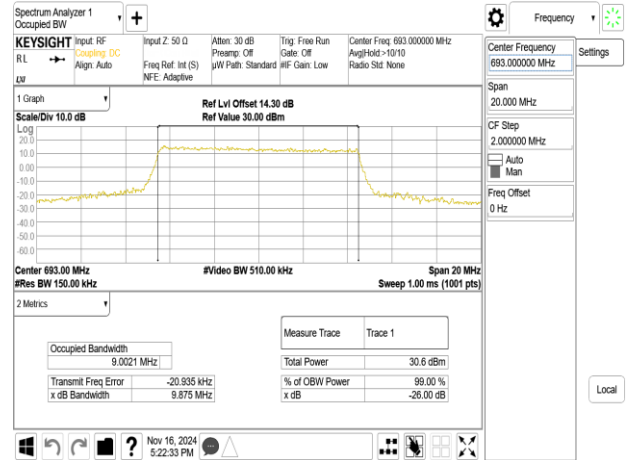 Spectrum Analyzer 1
Occupied BW
Frequency
KEYSIGHT
RL
Input: RF
Coupling: DC
Align: Auto
Input Z: 50 Ω
Freq Ref: Int (S)
NFE: Adaptive
Atten: 30 dB
Preamp: Off
µW Path: Standard
Trig: Free Run
Gate: Off
#IF Gain: Low
Center Freq: 693.000000 MHz
Avg|Hold:>10/10
Radio Std: None
Center Frequency
693.000000 MHz
Settings
Span
20.000 MHz
CF Step
2.000000 MHz
Auto
Man
Freq Offset
0 Hz
Local
1 Graph
Scale/Div 10.0 dB
Ref Lvl Offset 14.30 dB
Ref Value 30.00 dBm
Log
20.0
10.0
0.00
-10.0
-20.0
-30.0
-40.0
-50.0
-60.0
Center 693.00 MHz
#Video BW 510.00 kHz
Span 20 MHz
#Res BW 150.00 kHz
Sweep 1.00 ms (1001 pts)
2 Metrics
Measure Trace
Trace 1
Occupied Bandwidth
9.0021 MHz
Total Power
30.6 dBm
Transmit Freq Error
-20.935 kHz
% of OBW Power
99.00 %
x dB Bandwidth
9.875 MHz
x dB
-26.00 dB
?
Nov 16, 2024
5:22:33 PM